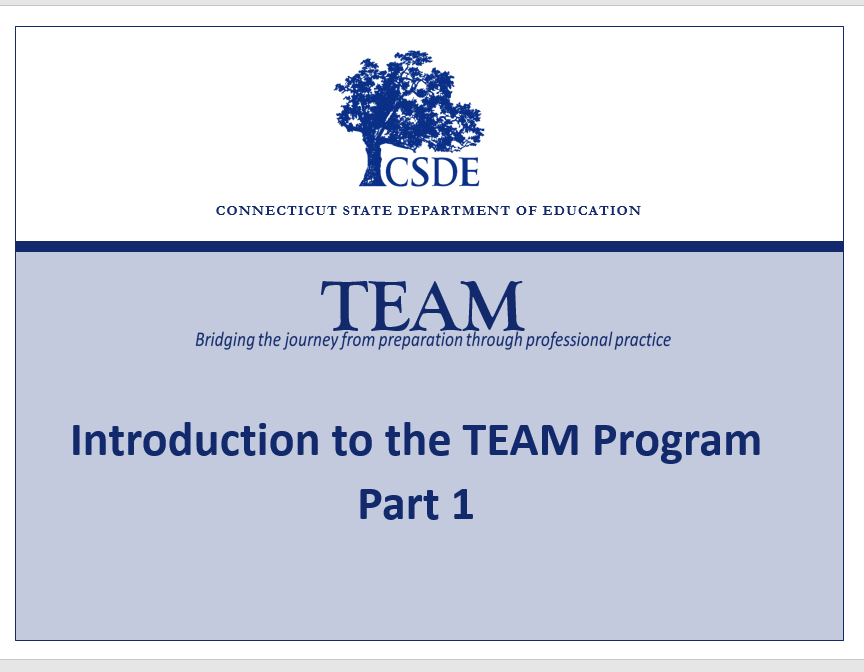 CSDE
CONNECTICUT STATE DEPARTMENT OF EDUCATION
TEAM
Bridging the journey from preparation through professional practice
Introduction to the TEAM Program
Part 1